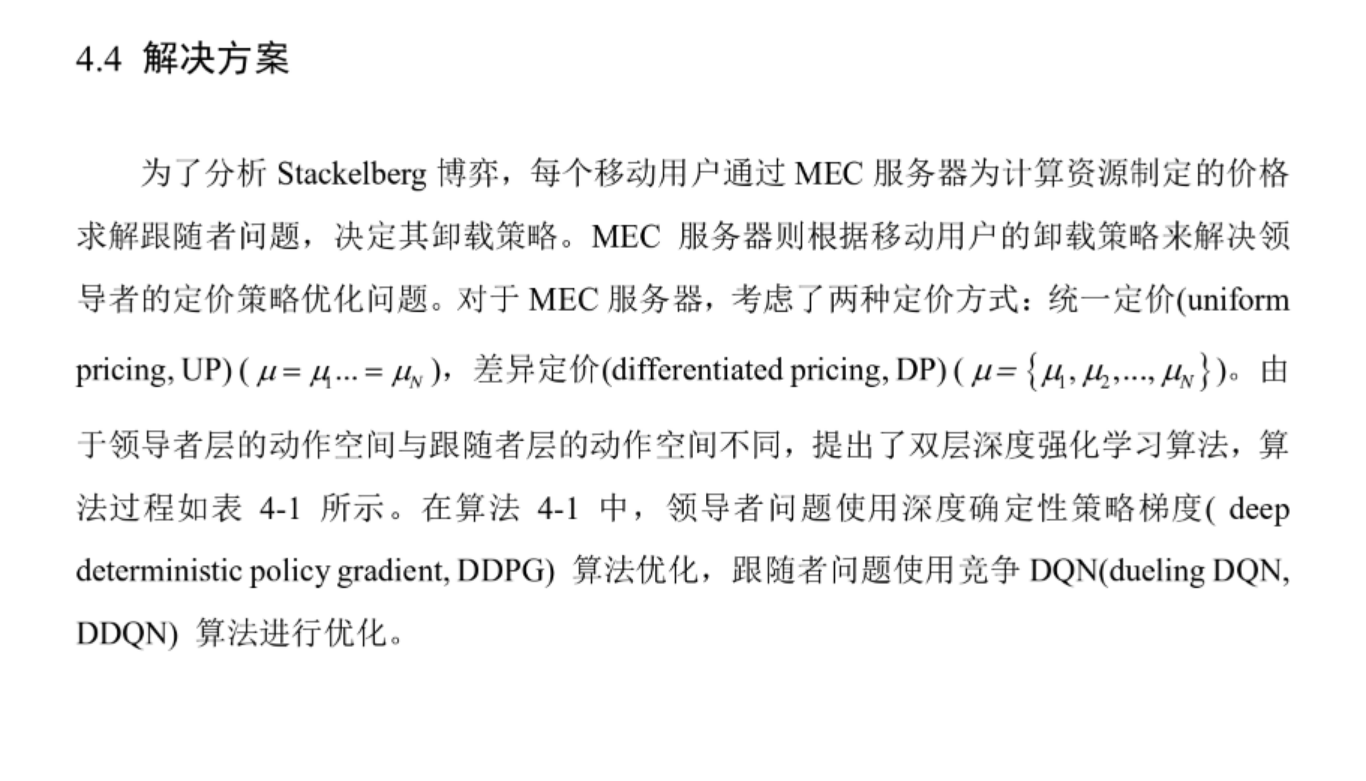 4.4 解决方案
为了分析 Stackelberg 博弈，每个移动用户通过 MEC 服务器为计算资源制定的价格
求解跟随者问题，决定其卸载策略。MEC 服务器则根据移动用户的卸载策略来解决领
导者的定价策略优化问题。对于 MEC 服务器，考虑了两种定价方式：统一定价(uniform
pricing, UP) ( μ = μ₁... = μ_N )，差异定价(differentiated pricing, DP) ( μ = {μ₁, μ₂,..., μ_N} )。由
于领导者层的动作空间与跟随者层的动作空间不同，提出了双层深度强化学习算法，算
法过程如表 4-1 所示。在算法 4-1 中，领导者问题使用深度确定性策略梯度( deep
deterministic policy gradient, DDPG) 算法优化，跟随者问题使用竞争 DQN(dueling DQN,
DDQN) 算法进行优化。